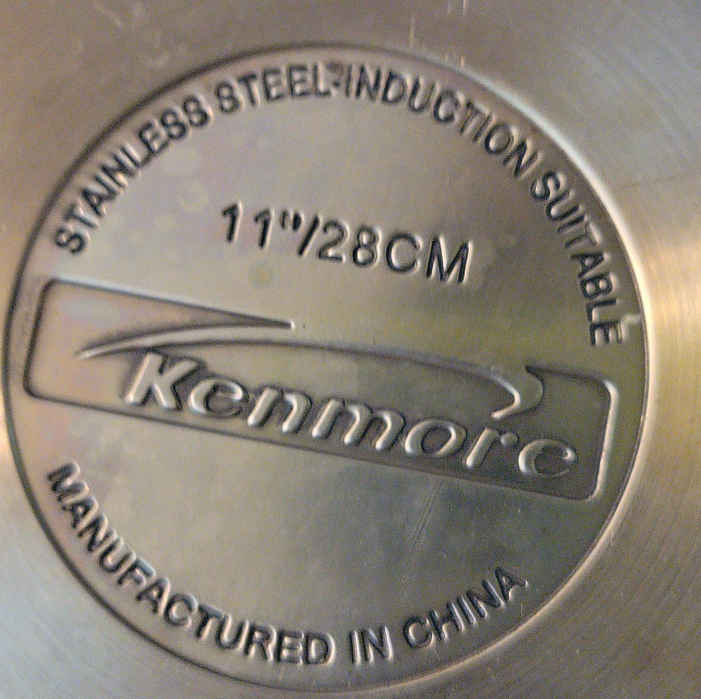 STAINLESS STEEL-INDUCTION SUITABLE
11"/28CM
Kenmore
MANUFACTURED IN CHINA